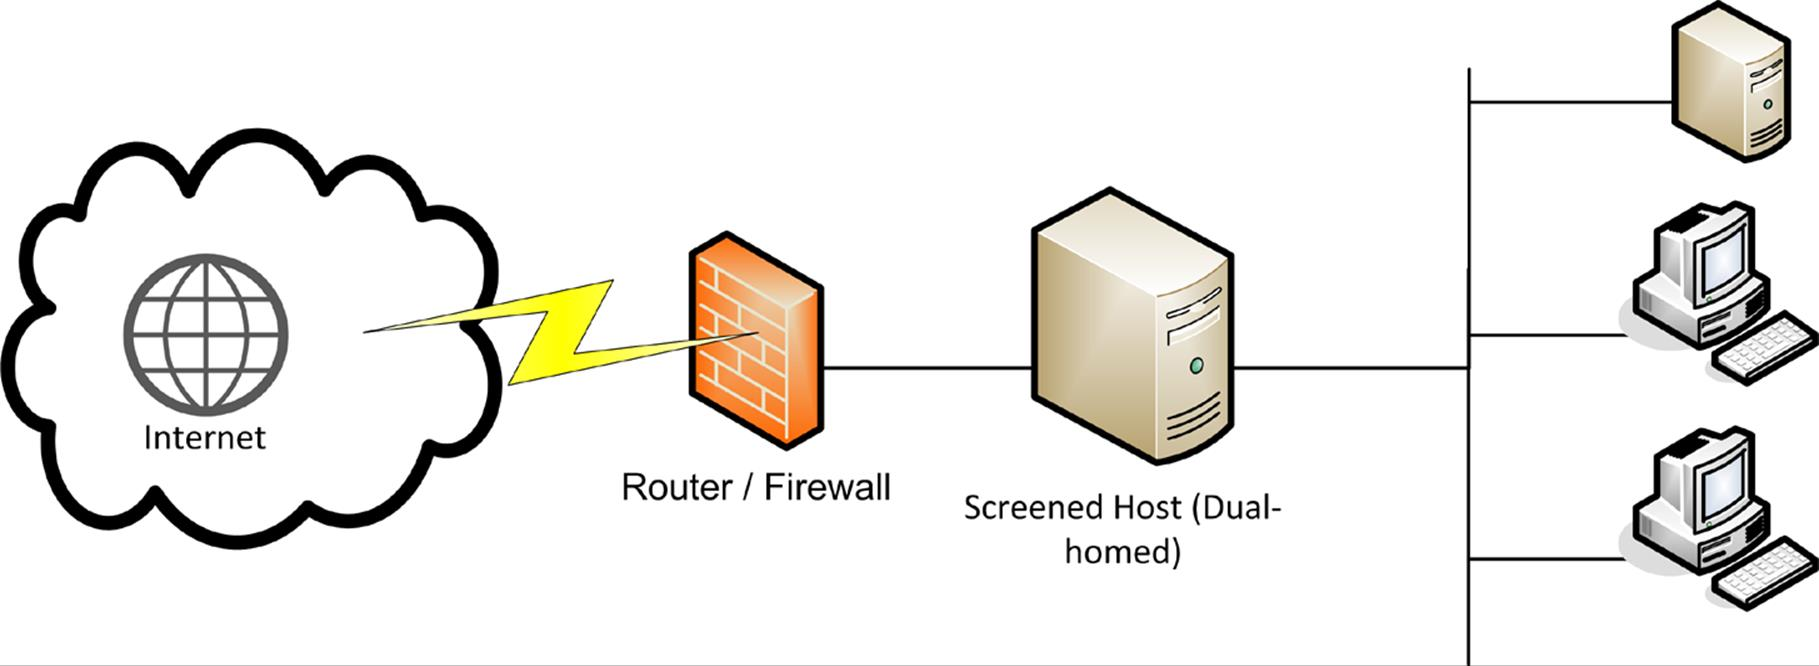 Internet
Router / Firewall
Screened Host (Dual-
homed)